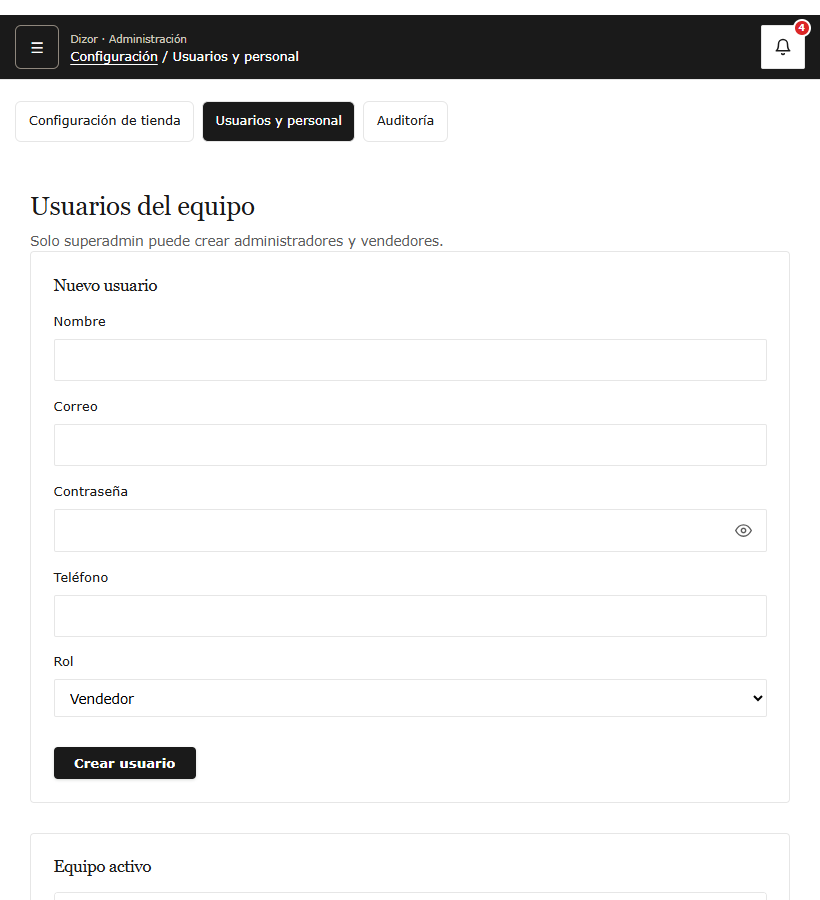 Dizor · Administración
Configuración / Usuarios y personal
4
Configuración de tienda
Usuarios y personal
Auditoría
Usuarios del equipo
Solo superadmin puede crear administradores y vendedores.
Nuevo usuario
Nombre
Correo
Contraseña
Teléfono
Rol
Vendedor
Crear usuario
Equipo activo